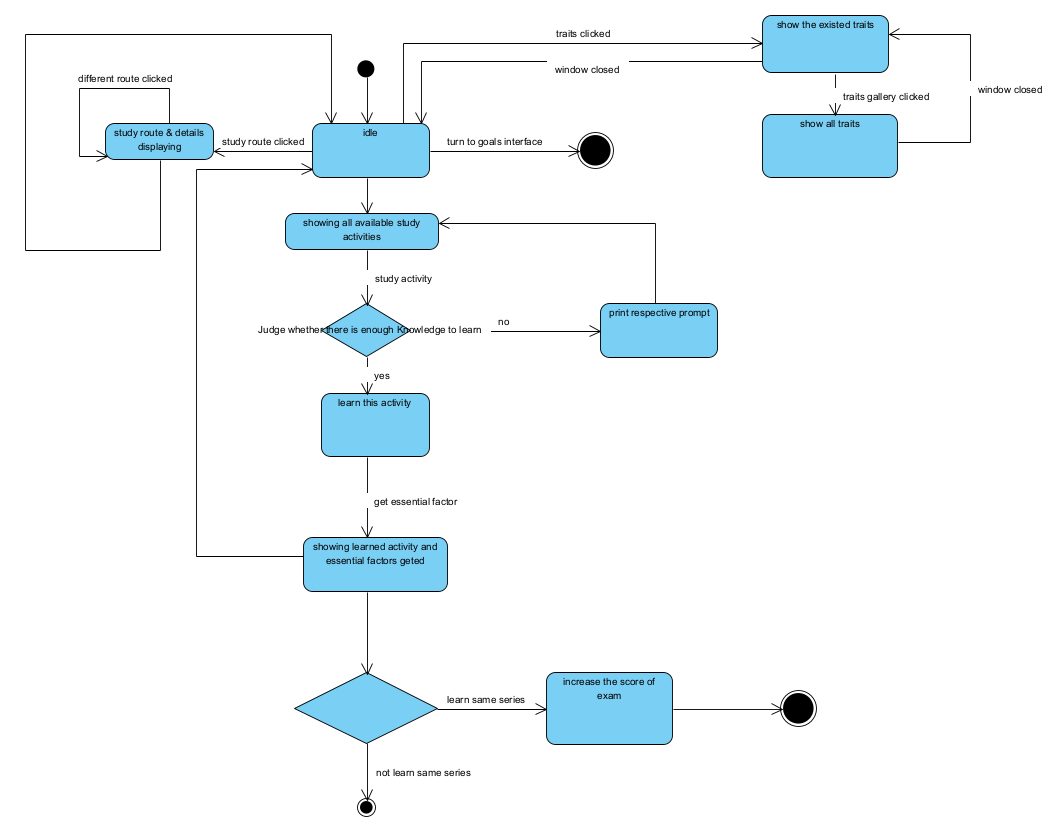 show the existed traits
traits clicked
window closed
traits gallery clicked
window closed
show all traits
different route clicked
study route & details
displaying
study route clicked
idle
turn to goals interface
showing all available study
activities
study activity
Judge whether there is enough Knowledge to learn
no
print respective prompt
yes
learn this activity
get essential factor
showing learned activity and
essential factors geted
learn same series
increase the score of
exam
not learn same series